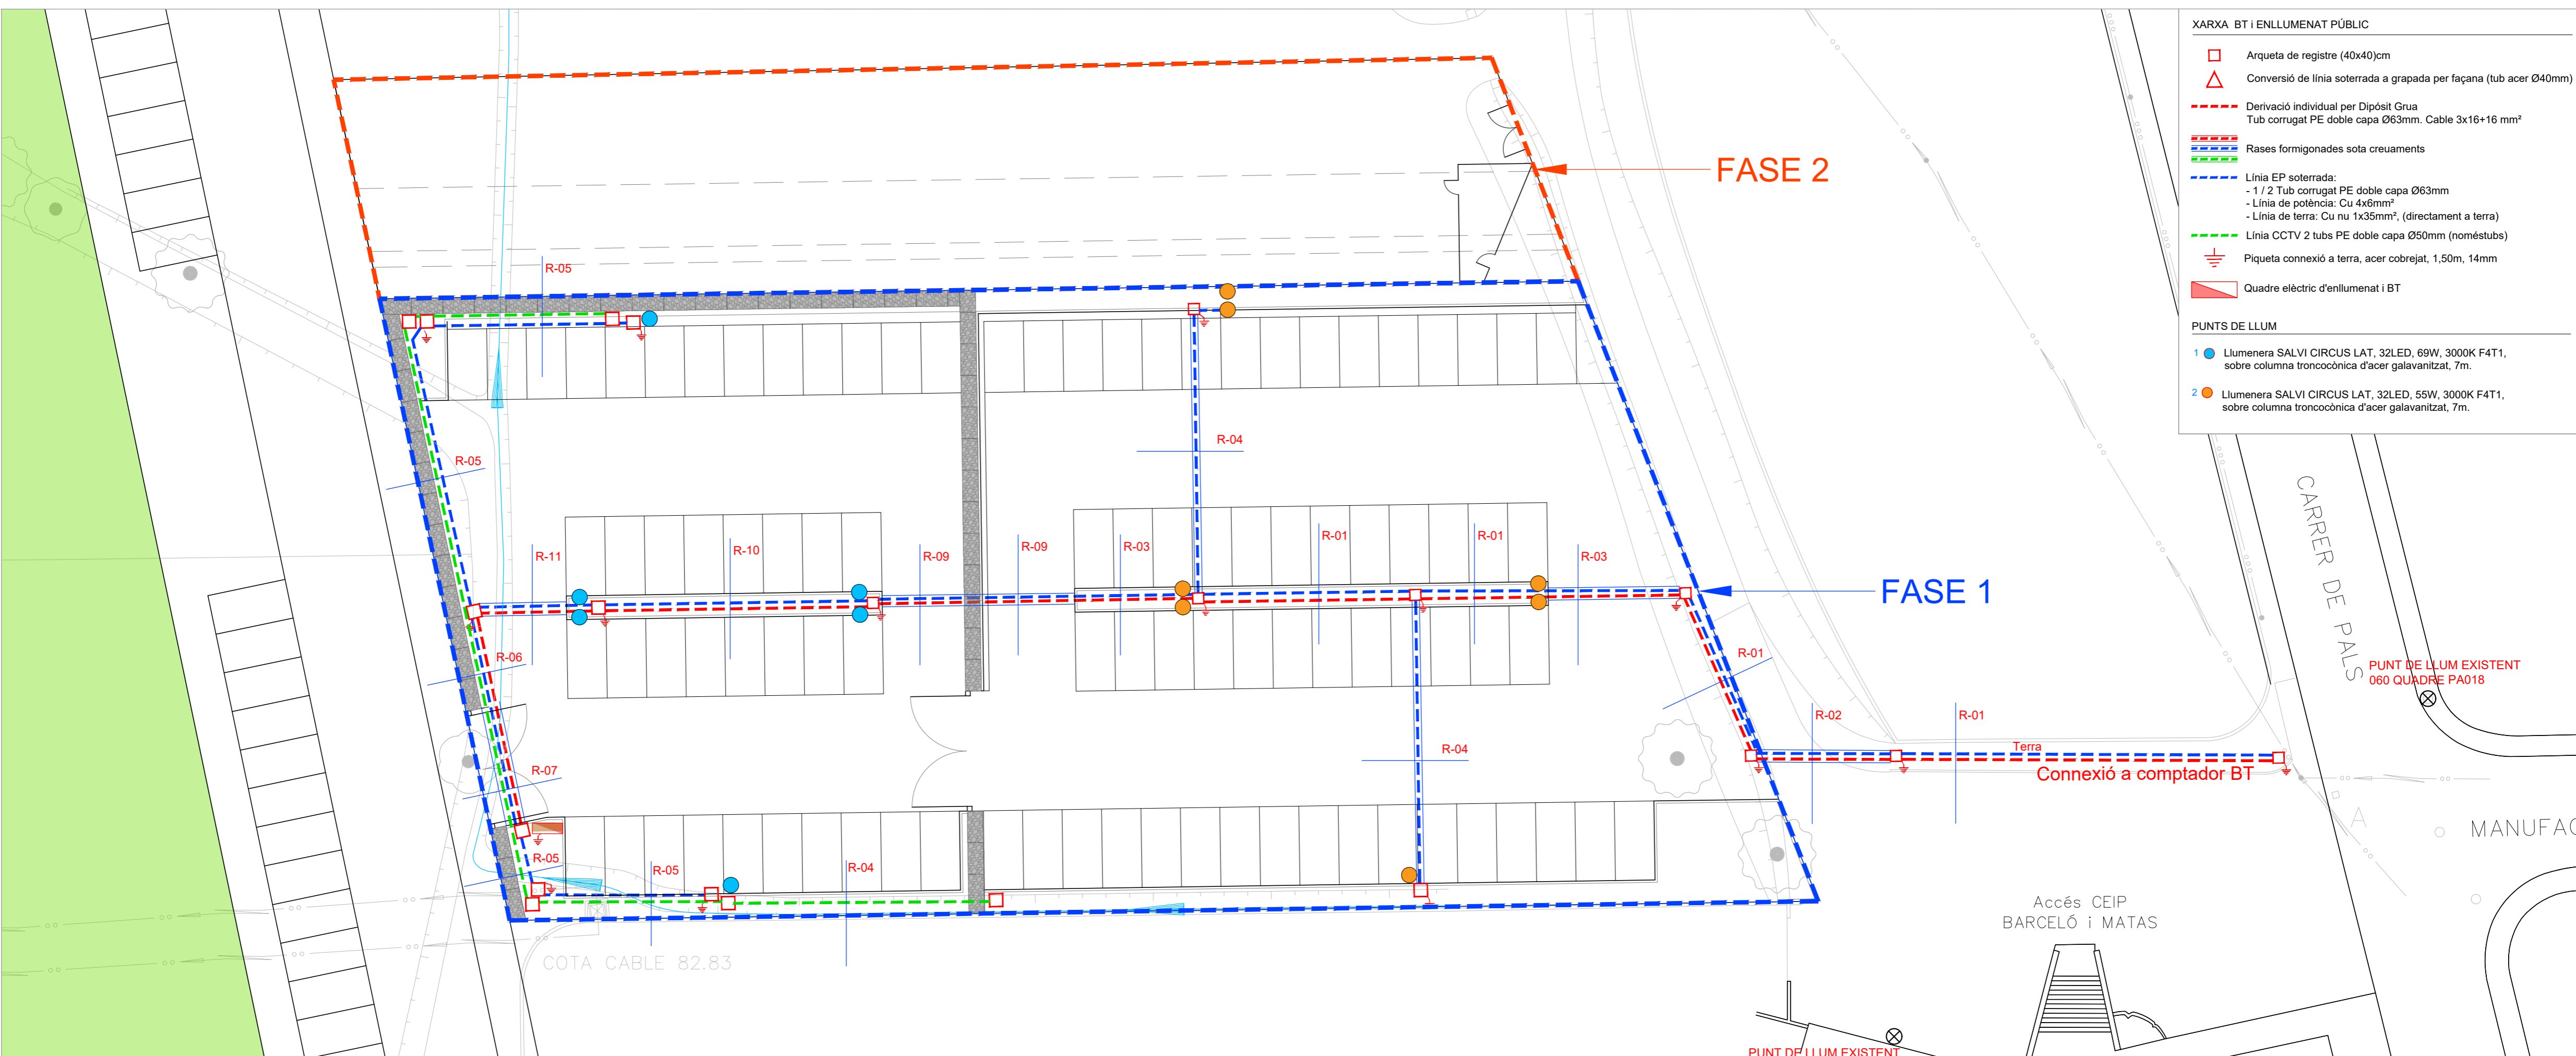 XARXA BT i ENLLUMENAT PÚBLIC
Arqueta de registre (40x40)cm
Conversió de línia soterrada a grapada per façana (tub acer Ø40mm)
Derivació individual per Dipósit Grua
Tub corrugat PE doble capa Ø63mm. Cable 3x16+16 mm²
Rases formigonades sota creuaments
Línia EP soterrada:
- 1 / 2 Tub corrugat PE doble capa Ø63mm
- Línia de potència: Cu 4x6mm²
- Línia de terra: Cu nu 1x35mm², (directament a terra)
Línia CCTV 2 tubs PE doble capa Ø50mm (noméstubs)
Piqueta connexió a terra, acer cobrejat, 1,50m, 14mm
Quadre elèctric d'enllumenat i BT
PUNTS DE LLUM
1 Llumenera SALVI CIRCUS LAT, 32LED, 69W, 3000K F4T1,
sobre columna troncocònica d'acer galavanitzat, 7m.
2 Llumenera SALVI CIRCUS LAT, 32LED, 55W, 3000K F4T1,
sobre columna troncocònica d'acer galavanitzat, 7m.
FASE 2
R-05
R-04
R-05
R-11
R-10
R-09
R-09
R-03
R-01
R-01
R-03
FASE 1
CARRER DE PALS
R-06
R-01
PUNT DE LLUM EXISTENT
060 QUADRE PA018
R-02
R-01
R-04
Terra
R-07
Connexió a comptador BT
MANUFAC
A
R-05
R-05
R-04
Accés CEIP
BARCELÓ i MATAS
COTA CABLE 82.83
PUNT DE LLUM EXISTENT